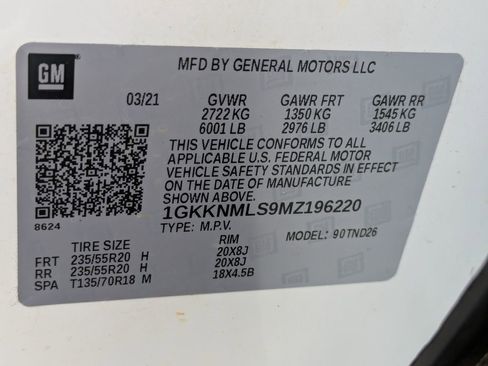 GM
MFD BY GENERAL MOTORS LLC
03/21 GVWR GAWR FRT GAWR RR
2722 KG 1350 KG 1545 KG
6001 LB 2976 LB 3406 LB
THIS VEHICLE CONFORMS TO ALL
APPLICABLE U.S. FEDERAL MOTOR
VEHICLE SAFETY STANDARDS IN EFFECT
ON THE DATE OF MANUFACTURE
SHOWN ABOVE.
8624
1GKKNMLS9MZ196220
TYPE: M.P.V. MODEL: 90TND26
TIRE SIZE RIM
FRT 235/55R20 H 20X8J
RR 235/55R20 H 20X8J
SPA T135/70R18 M 18X4.5B